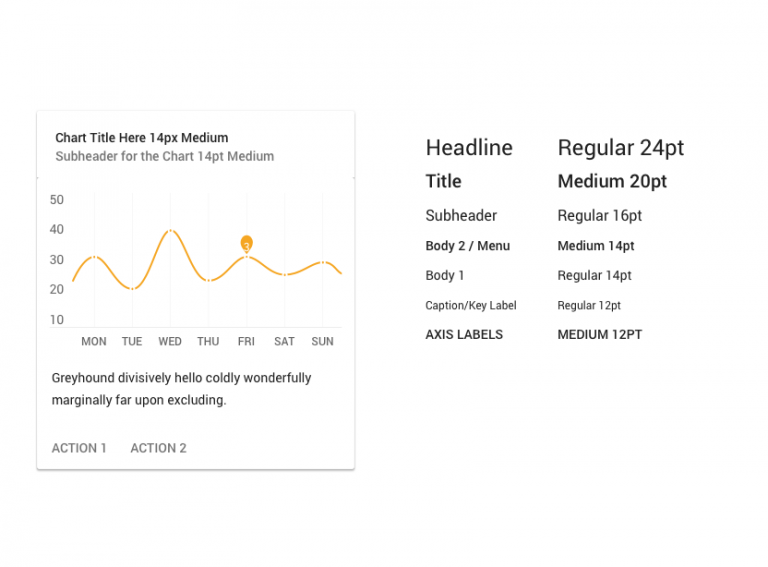 Chart Title Here 14px Medium
Subheader for the Chart 14pt Medium
50
40
30
20
10
3
MON TUE WED THU FRI SAT SUN
Greyhound divisively hello coldly wonderfully
marginally far upon excluding.
ACTION 1 ACTION 2
Headline Regular 24pt
Title Medium 20pt
Subheader Regular 16pt
Body 2 / Menu Medium 14pt
Body 1 Regular 14pt
Caption/Key Label Regular 12pt
AXIS LABELS MEDIUM 12PT